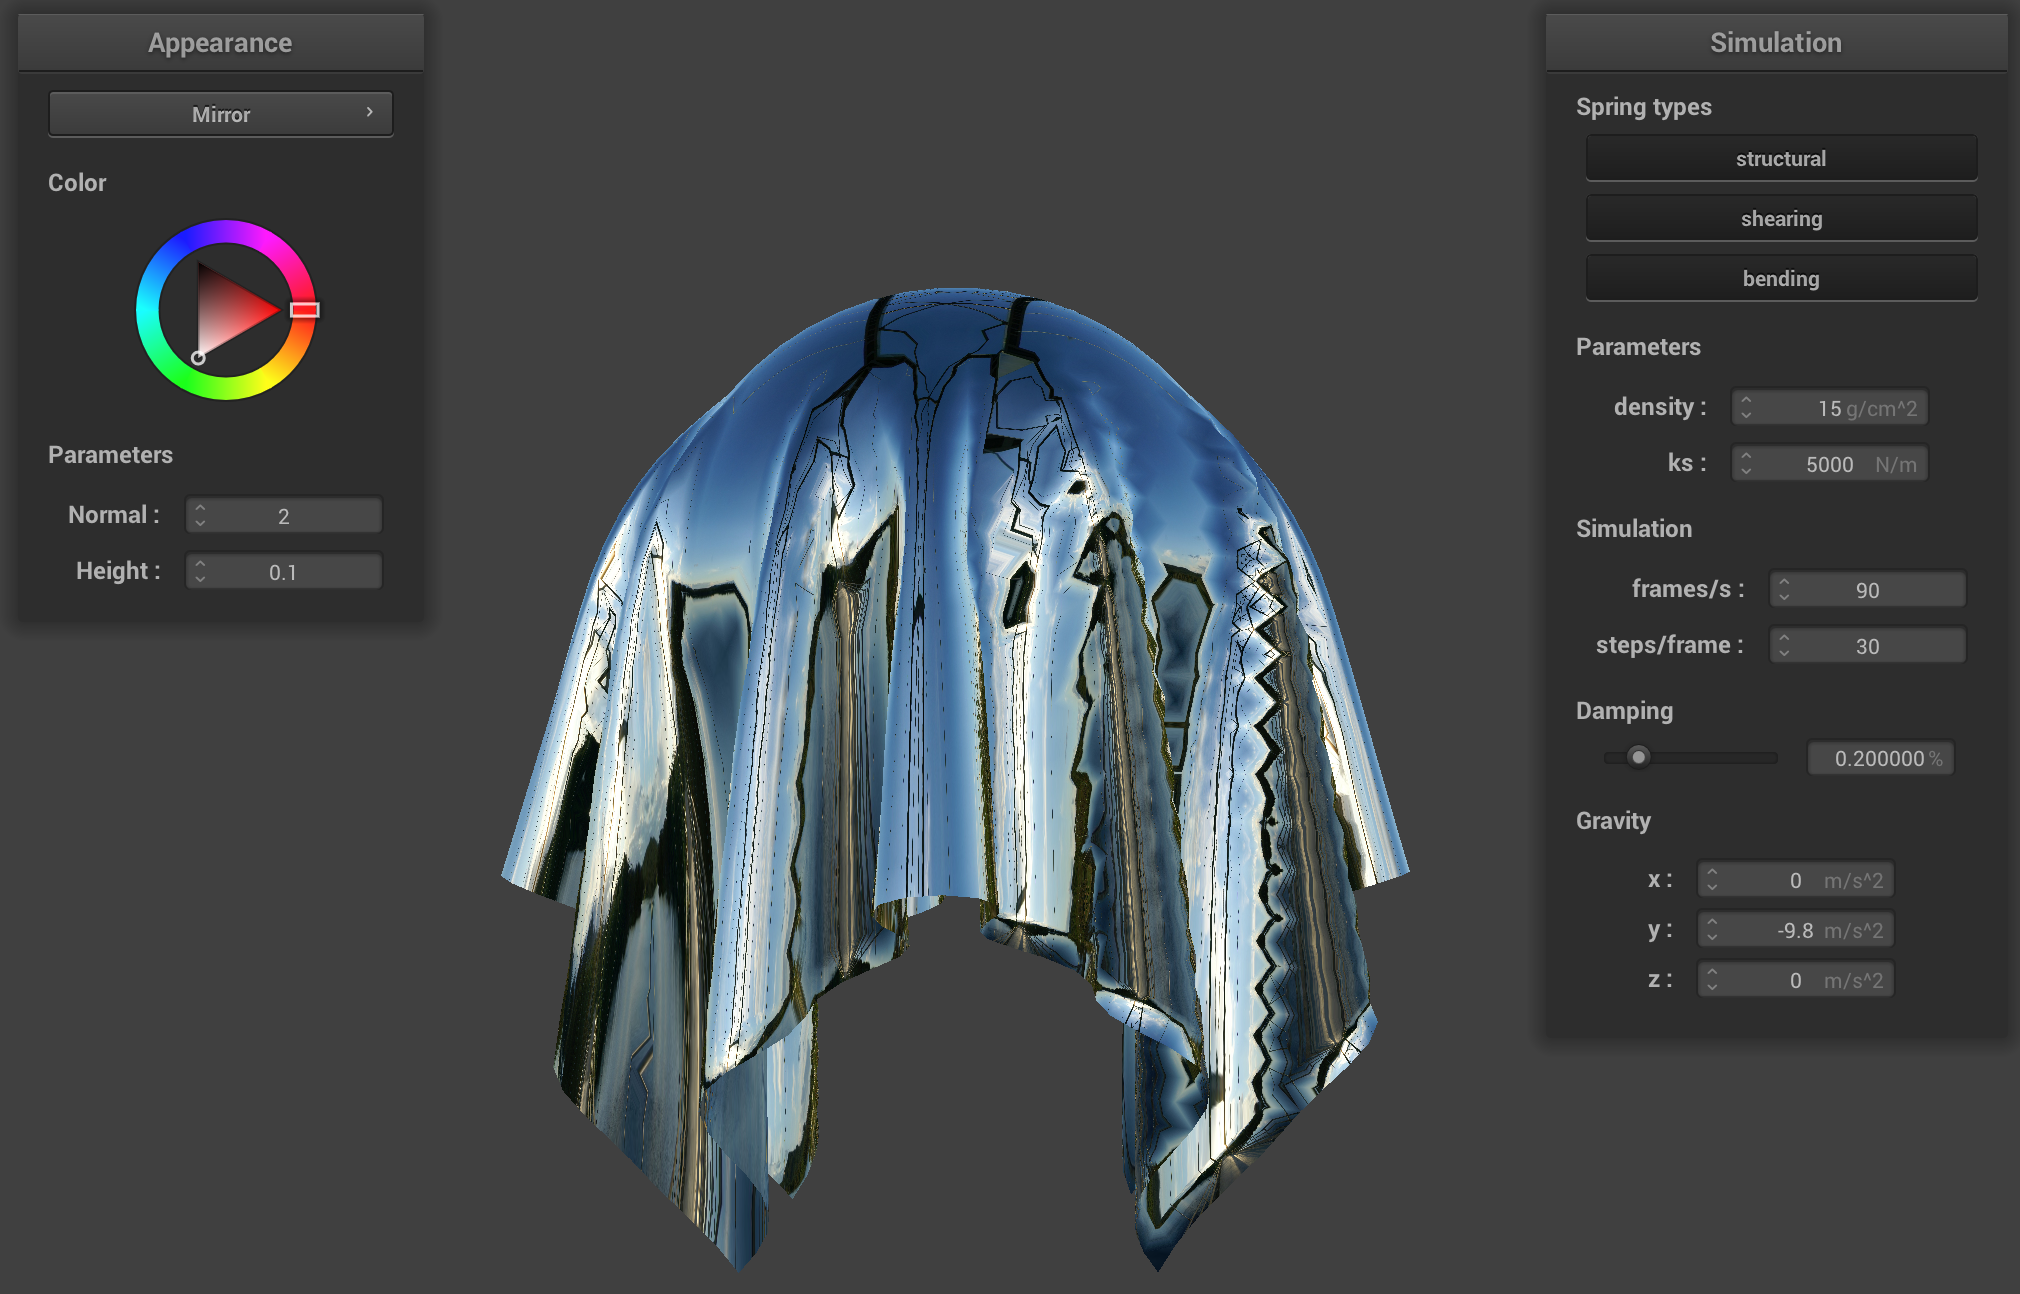 Appearance
Mirror
Color
Parameters
Normal : 2
Height : 0.1
Simulation
Spring types
structural
shearing
bending
Parameters
density : 15 g/cm^2
ks : 5000 N/m
Simulation
frames/s : 90
steps/frame : 30
Damping
0.200000 %
Gravity
x : 0 m/s^2
y : -9.8 m/s^2
z : 0 m/s^2